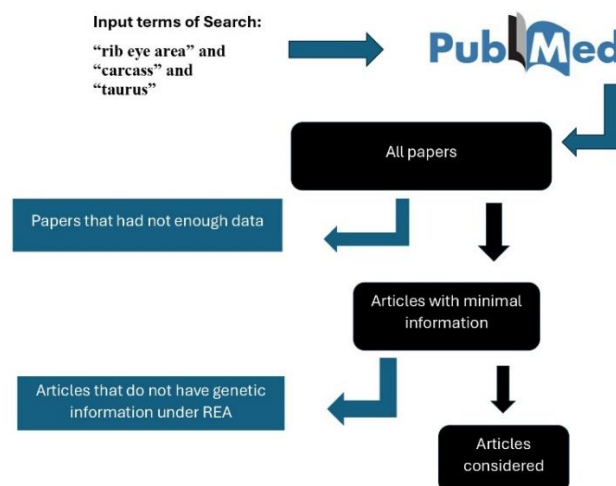 Input terms of Search:
“rib eye area” and
“carcass” and
“taurus”
PubMed
All papers
Papers that had not enough data
Articles with minimal
information
Articles that do not have genetic
information under REA
Articles
considered